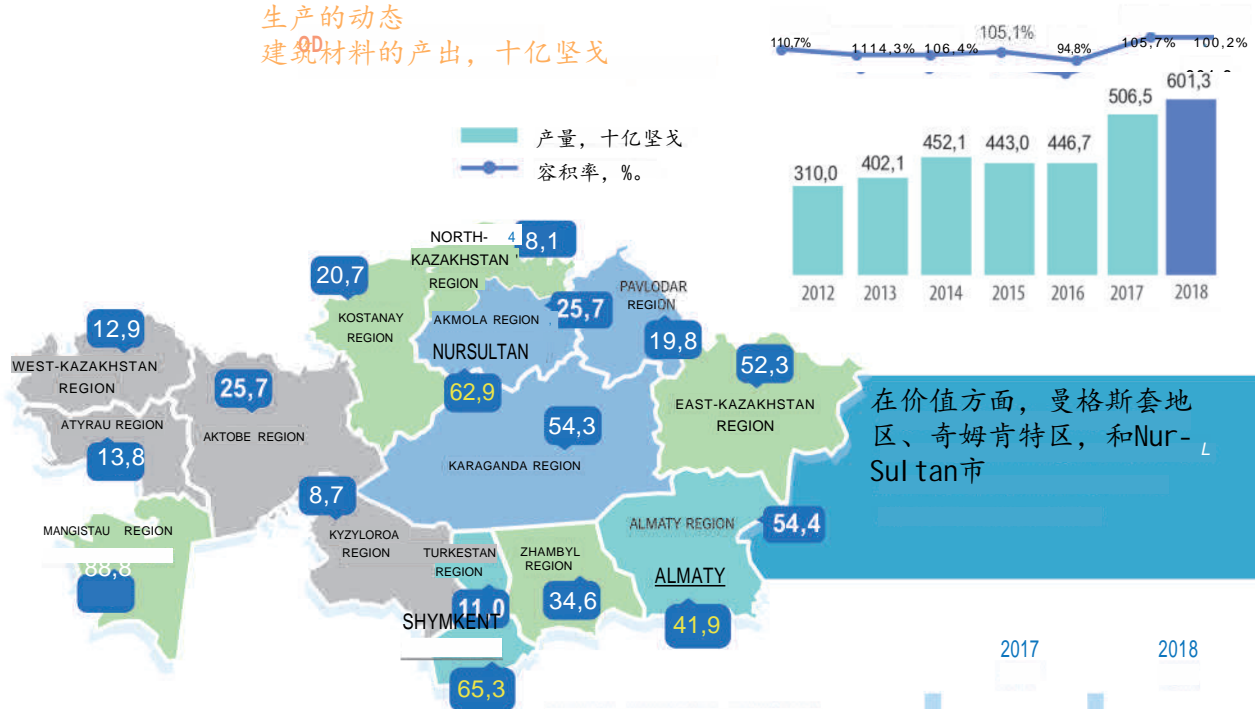 生产的动态
建筑材料的产出，十亿坚戈
产量，十亿坚戈
容积率，%。
110,7%
1114,3%
106,4%
105,1%
94,8%
105,7%
100,2%
310,0
402,1
452,1
443,0
446,7
506,5
601,3
2012
2013
2014
2015
2016
2017
2018
NORTH-
4
8,1
KAZAKHSTAN
REGION
20,7
KOSTANAY
REGION
AKMOLA REGION
25,7
NURSULTAN
62,9
PAVLODAR
REGION
19,8
12,9
WEST-KAZAKHSTAN
REGION
25,7
AKTOBE REGION
ATYRAU REGION
13,8
54,3
KARAGANDA REGION
52,3
EAST-KAZAKHSTAN
REGION
8,7
KYZYLOROA
REGION
MANGISTAU REGION
88,8
TURKESTAN
REGION
11,0
SHYMKENT
65,3
ZHAMBYL
REGION
34,6
ALMATY REGION
54,4
ALMATY
41,9
在价值方面，曼格斯套地
区、奇姆肯特区，和Nur-
Sultan市
L
2017
2018